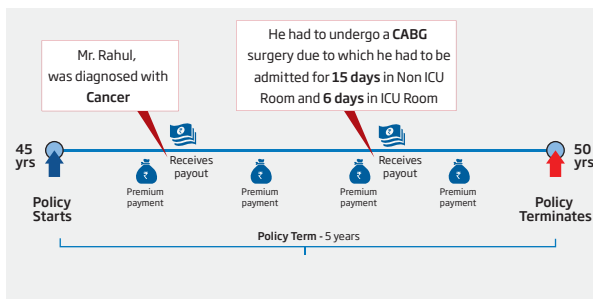 Mr. Rahul,
was diagnosed with
Cancer
He had to undergo a CABG
surgery due to which he had to be
admitted for 15 days in Non ICU
Room and 6 days in ICU Room
45
yrs
50
yrs
Receives
payout
Receives
payout
₹
₹
₹
₹
₹
₹
Premium
payment
Premium
payment
Premium
payment
Premium
payment
Policy
Starts
Policy
Terminates
Policy Term - 5 years